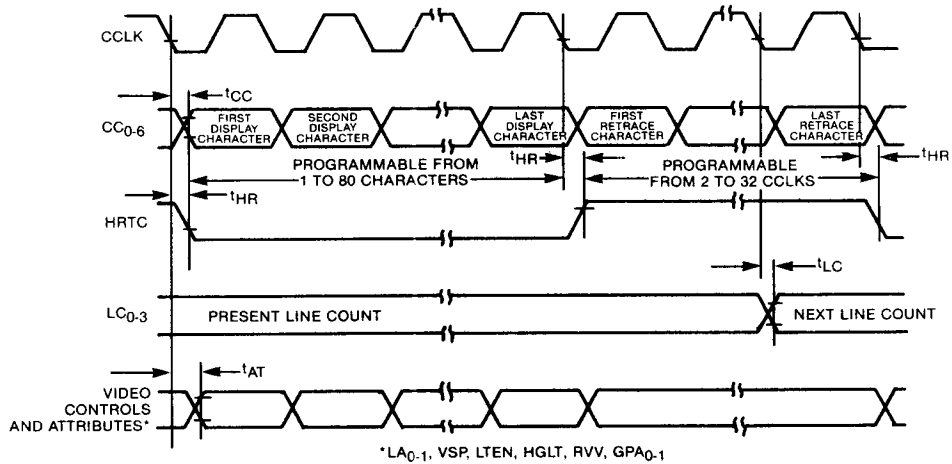 CCLK
tCC
CC0-6
FIRST DISPLAY CHARACTER
SECOND DISPLAY CHARACTER
LAST DISPLAY CHARACTER
FIRST RETRACE CHARACTER
LAST RETRACE CHARACTER
PROGRAMMABLE FROM
1 TO 80 CHARACTERS
tHR
PROGRAMMABLE
FROM 2 TO 32 CCLKS
tHR
tHR
HRTC
tLC
LC0-3
PRESENT LINE COUNT
NEXT LINE COUNT
tAT
VIDEO
CONTROLS
AND ATTRIBUTES*
*LA0-1, VSP, LTEN, HGLT, RVV, GPA0-1